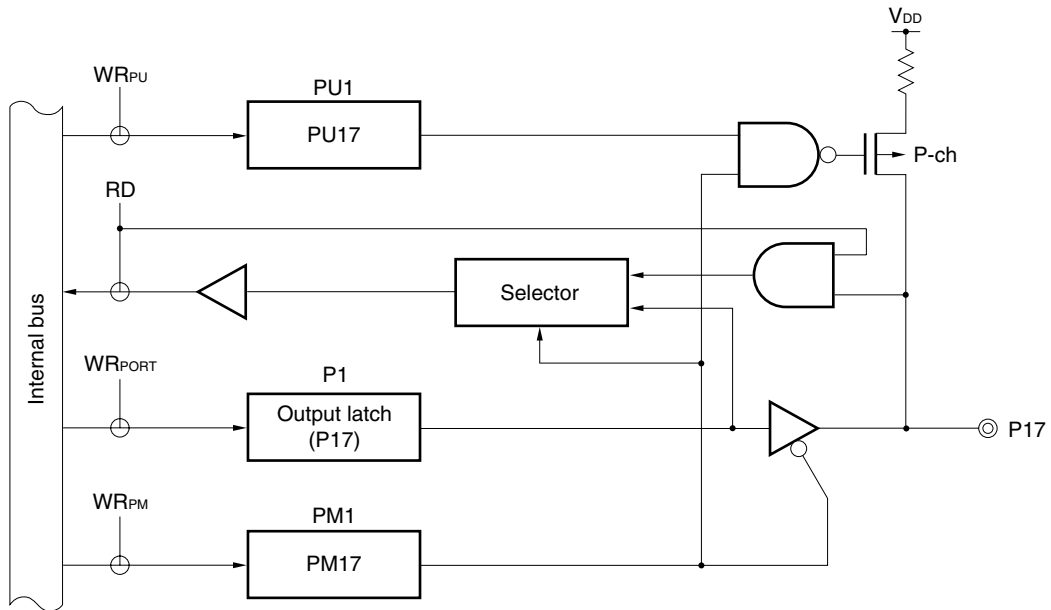 VDD
WRPU
PU1
PU17
P-ch
RD
Selector
Internal bus
WRPORT
P1
Output latch
(P17)
P17
WRPM
PM1
PM17